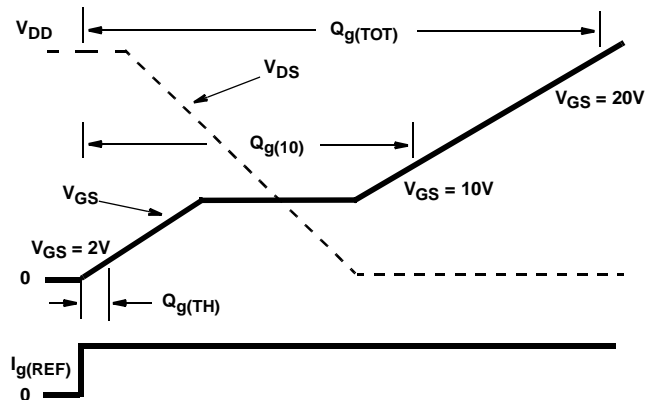 V_DD
Q_g(TOT)
V_DS
V_GS = 20V
Q_g(10)
V_GS = 10V
V_GS
V_GS = 2V
0
Q_g(TH)
I_g(REF)
0